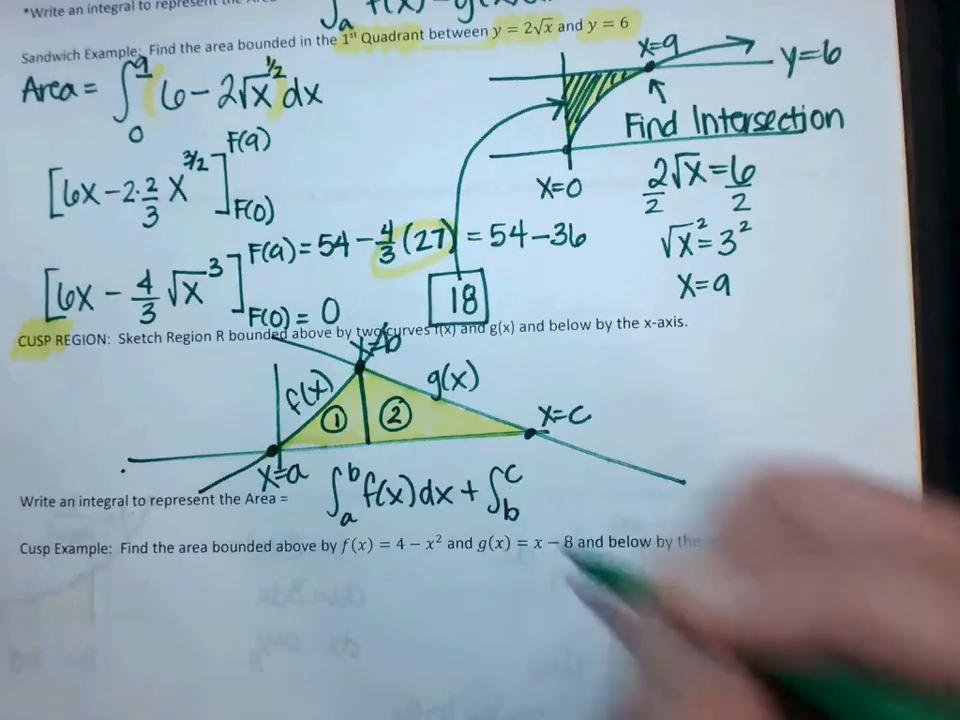 *Write an integral to represent the Area
∫a f(x) - g(x)
Sandwich Example: Find the area bounded in the 1st Quadrant between y = 2√x and y = 6
Area = ∫₀⁹ 6 - 2√x^1/2 dx
[6x - 2·2/3 x^3/2] F(9) F(0)
[6x - 4/3 √x³] F(9) = 54 - 4/3 (27) = 54 - 36
F(0) = 0
18
x=9
y=6
Find Intersection
x=0
2√x = 6
2 2
√x² = 3²
x=9
CUSP REGION: Sketch Region R bounded above by two curves f(x) and g(x) and below by the x-axis.
x=b
f(x)
g(x)
1
2
x=c
x=a
Write an integral to represent the Area =
∫ₐᵇ f(x)dx + ∫_b^c
Cusp Example: Find the area bounded above by f(x) = 4 − x² and g(x) = x − 8 and below by the